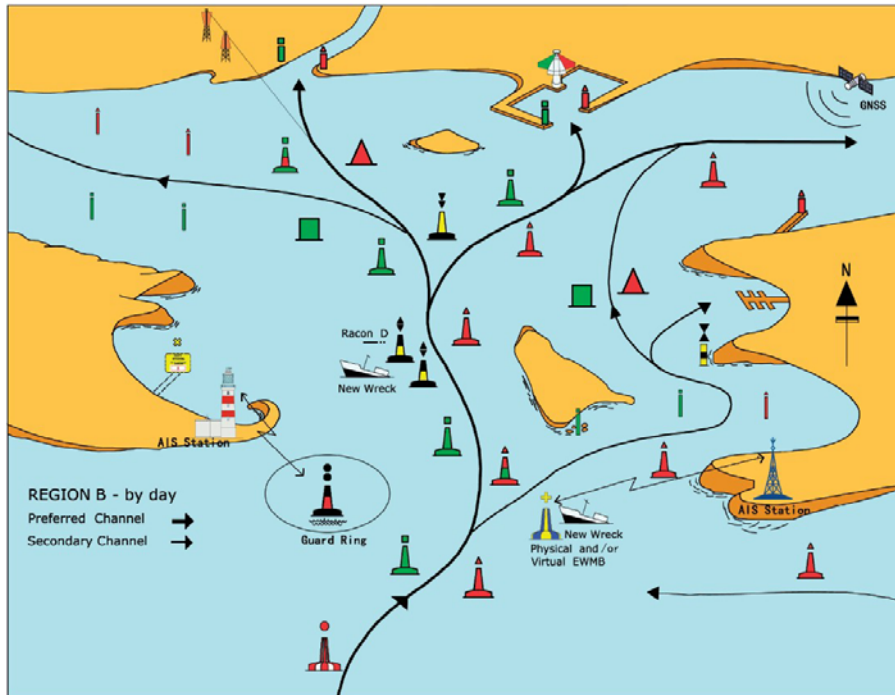 GNSS
N
Racon D
New Wreck
AIS Station
REGION B - by day
Preferred Channel
Secondary Channel
Guard Ring
New Wreck
Physical and/or
Virtual EWMB
AIS Station